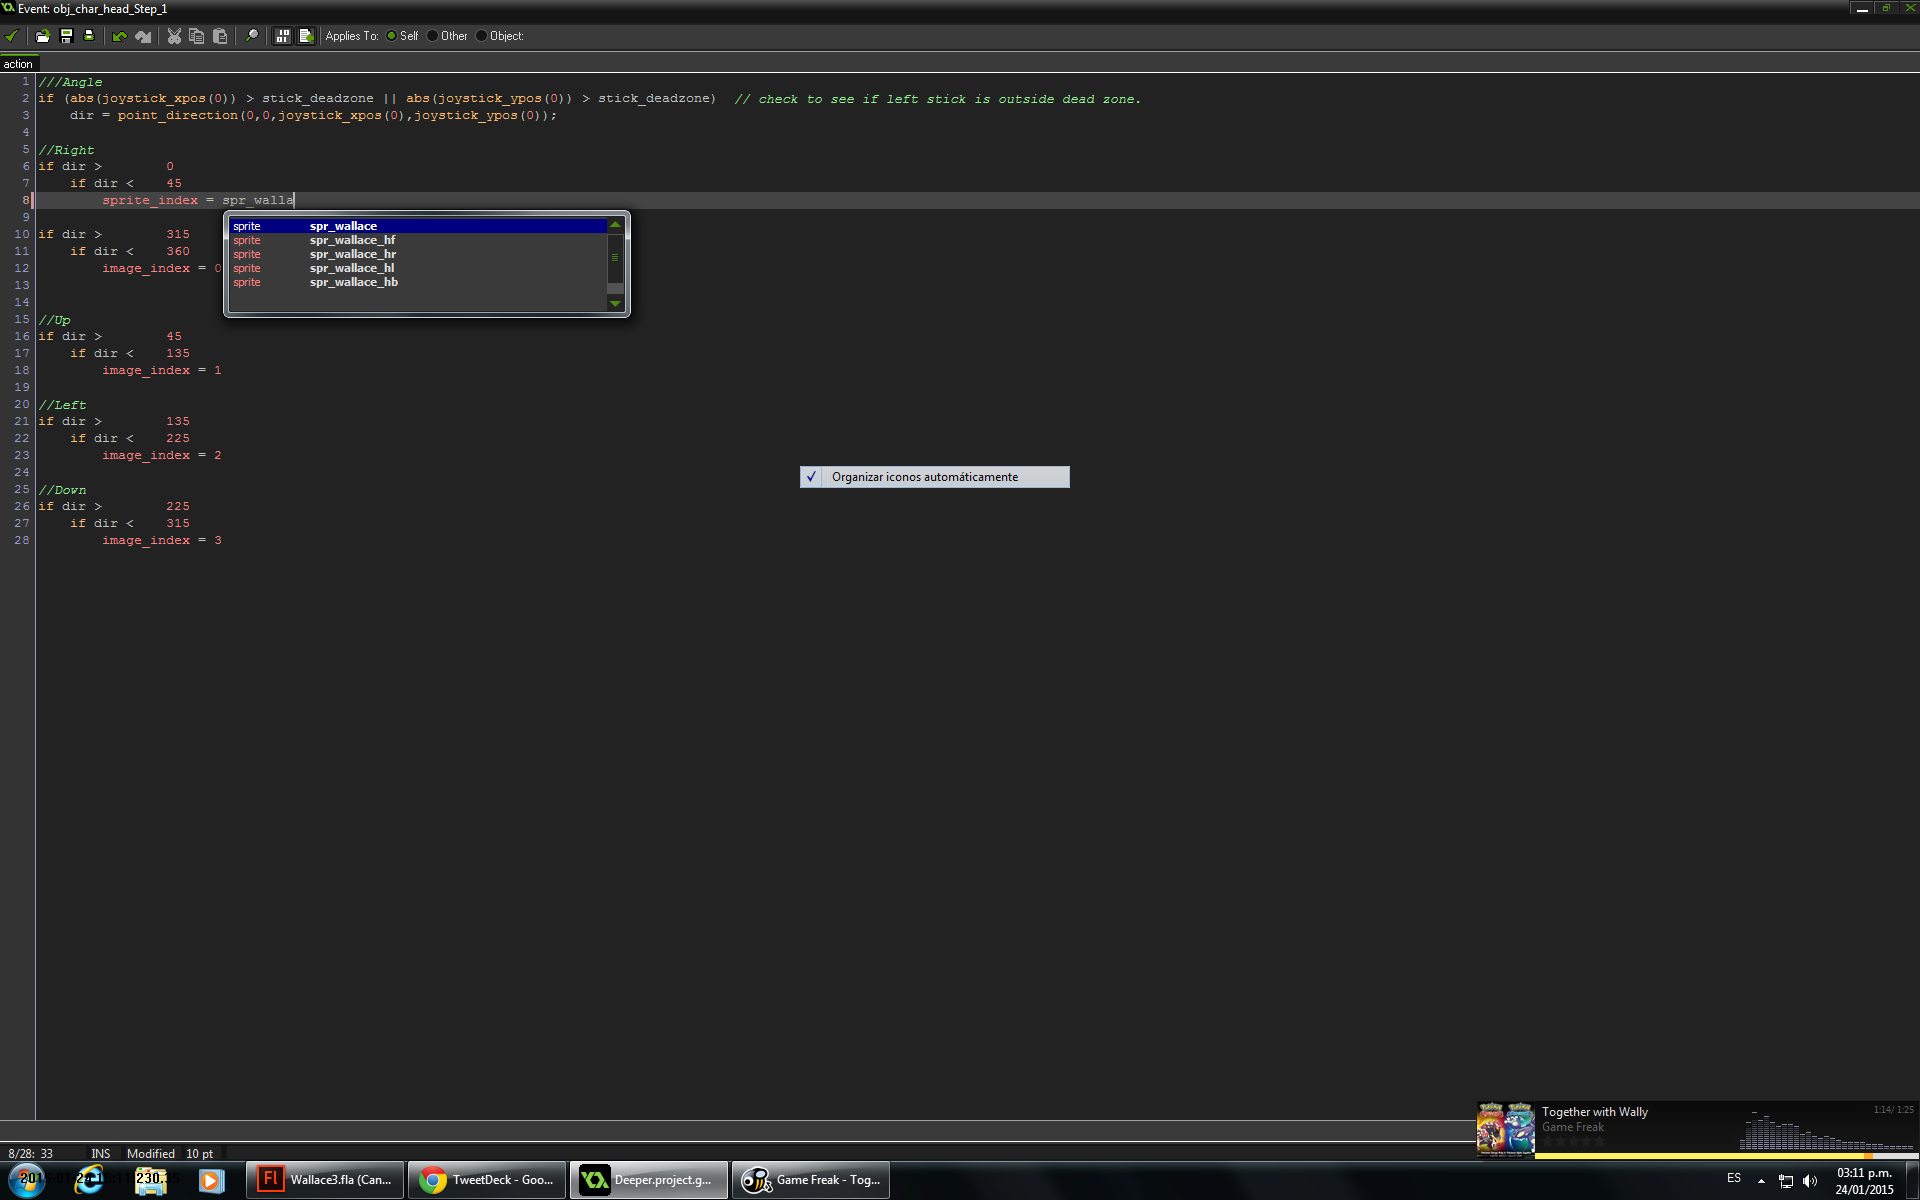 Event: obj_char_head_Step_1
Applies To: Self Other Object:
action
1 ///Angle
2 if (abs(joystick_xpos(0)) > stick_deadzone || abs(joystick_ypos(0)) > stick_deadzone) // check to see if left stick is outside dead zone.
3 dir = point_direction(0,0,joystick_xpos(0),joystick_ypos(0));
4
5 //Right
6 if dir > 0
7 if dir < 45
8 sprite_index = spr_walla
9
sprite spr_wallace
sprite spr_wallace_hf
sprite spr_wallace_hr
sprite spr_wallace_hl
sprite spr_wallace_hb
10 if dir > 315
11 if dir < 360
12 image_index = 0
13
14
15 //Up
16 if dir > 45
17 if dir < 135
18 image_index = 1
19
20 //Left
21 if dir > 135
22 if dir < 225
23 image_index = 2
24
25 //Down
26 if dir > 225
27 if dir < 315
28 image_index = 3
✓ Organizar iconos automáticamente
Together with Wally 1:14/ 1:25
Game Freak
8/28: 33 INS Modified 10 pt
Wallace3.fla (Can... TweetDeck - Goo... Deeper.project.g... Game Freak - Tog...
ES 03:11 p.m.
24/01/2015